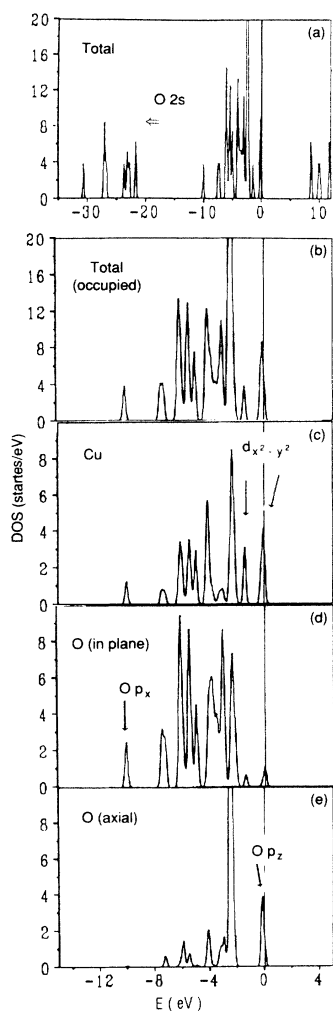 20
(a)
Total
16
12
O 2s
8
4
0
-30 -20 -10 0 10
20
(b)
Total
(occupied)
16
12
8
4
0
(c)
8
Cu
d x² - y²
6
4
2
0
DOS (startes/eV)
(d)
O (in plane)
8
6
O pₓ
4
2
0
(e)
O (axial)
8
6
O p_z
4
2
0
-12 -8 -4 0 4
E ( eV )